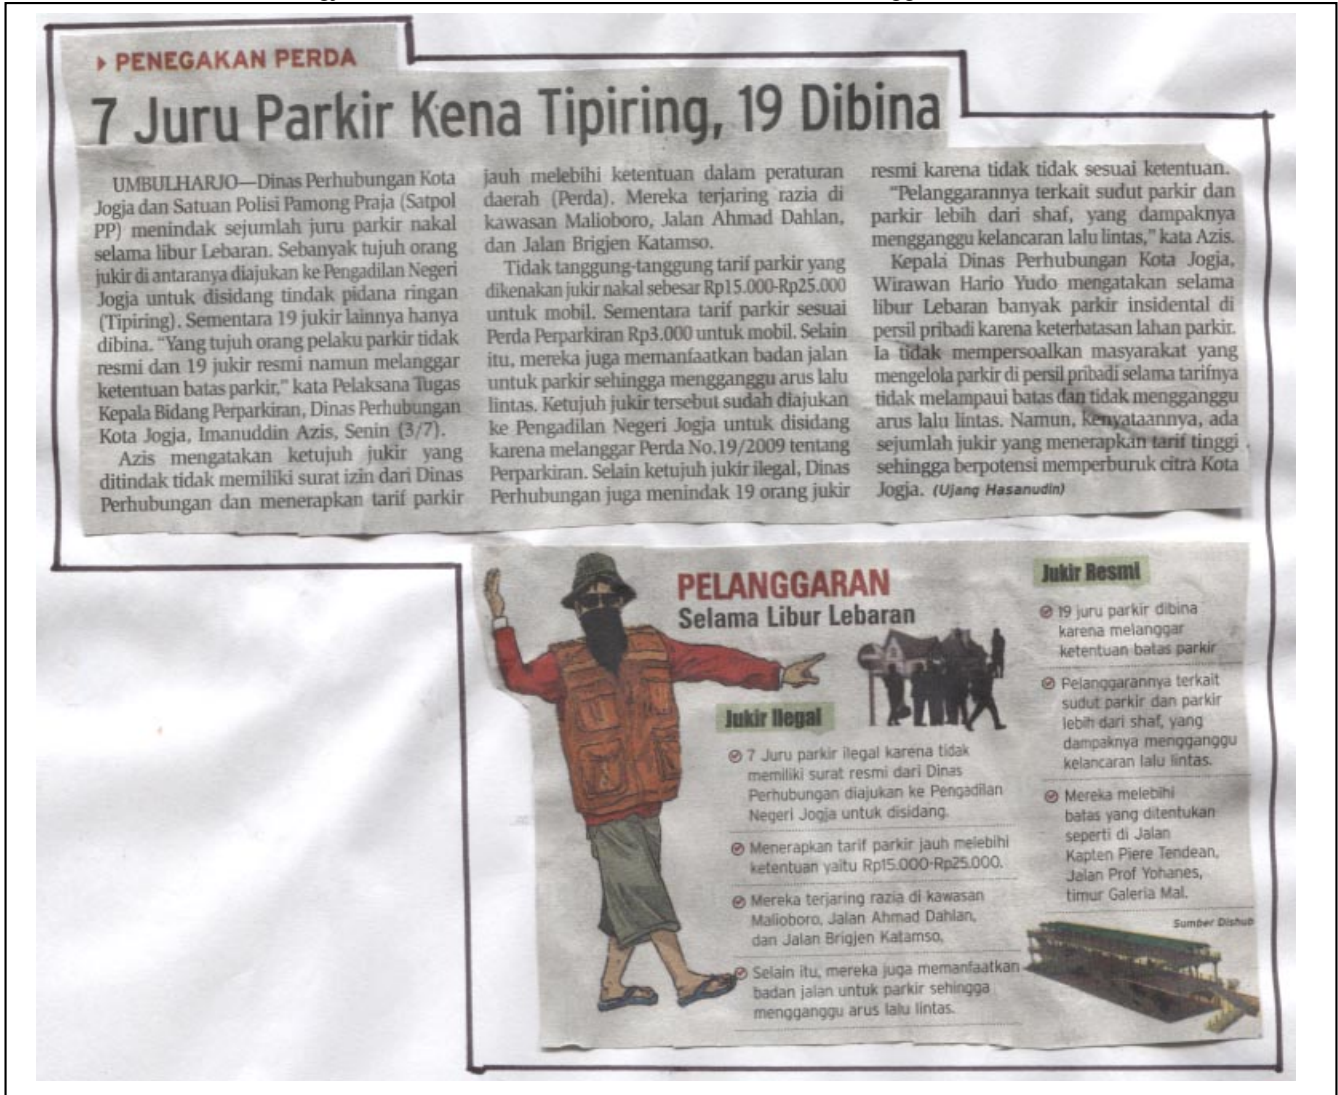 PENEGAKAN PERDA
7 Juru Parkir Kena Tipiring, 19 Dibina
UMBULHARJO—Dinas Perhubungan Kota
Jogja dan Satuan Polisi Pamong Praja (Satpol
PP) menindak sejumlah juru parkir nakal
selama libur Lebaran. Sebanyak tujuh orang
jukir di antaranya diajukan ke Pengadilan Negeri
Jogja untuk disidang tindak pidana ringan
(Tipiring). Sementara 19 jukir lainnya hanya
dibina. "Yang tujuh orang pelaku parkir tidak
resmi dan 19 jukir resmi namun melanggar
ketentuan batas parkir," kata Pelaksana Tugas
Kepala Bidang Perparkiran, Dinas Perhubungan
Kota Jogja, Imanuddin Azis, Senin (3/7).
Azis mengatakan ketujuh jukir yang
ditindak tidak memiliki surat izin dari Dinas
Perhubungan dan menerapkan tarif parkir
jauh melebihi ketentuan dalam peraturan
daerah (Perda). Mereka terjaring razia di
kawasan Malioboro, Jalan Ahmad Dahlan,
dan Jalan Brigjen Katamso.
Tidak tanggung-tanggung tarif parkir yang
dikenakan jukir nakal sebesar Rp15.000-Rp25.000
untuk mobil. Sementara tarif parkir sesuai
Perda Perparkiran Rp3.000 untuk mobil. Selain
itu, mereka juga memanfaatkan badan jalan
untuk parkir sehingga mengganggu arus lalu
lintas. Ketujuh jukir tersebut sudah diajukan
ke Pengadilan Negeri Jogja untuk disidang
karena melanggar Perda No.19/2009 tentang
Perparkiran. Selain ketujuh jukir ilegal, Dinas
Perhubungan juga menindak 19 orang jukir
resmi karena tidak tidak sesuai ketentuan.
"Pelanggarannya terkait sudut parkir dan
parkir lebih dari shaf, yang dampaknya
mengganggu kelancaran lalu lintas," kata Azis.
Kepala Dinas Perhubungan Kota Jogja,
Wirawan Hario Yudo mengatakan selama
libur Lebaran banyak parkir insidental di
persil pribadi karena keterbatasan lahan parkir.
Ia tidak mempersoalkan masyarakat yang
mengelola parkir di persil pribadi selama tarifnya
tidak melampaui batas dan tidak mengganggu
arus lalu lintas. Namun, kenyataannya, ada
sejumlah jukir yang menerapkan tarif tinggi
sehingga berpotensi memperburuk citra Kota
Jogja. (Ujang Hasanudin)
PELANGGARAN
Selama Libur Lebaran
Jukir Ilegal
7 Juru parkir ilegal karena tidak
memiliki surat resmi dari Dinas
Perhubungan diajukan ke Pengadilan
Negeri Jogja untuk disidang.
Menerapkan tarif parkir jauh melebihi
ketentuan yaitu Rp15.000-Rp25.000.
Mereka terjaring razia di kawasan
Malioboro, Jalan Ahmad Dahlan,
dan Jalan Brigjen Katamso,
Selain itu, mereka juga memanfaatkan
badan jalan untuk parkir sehingga
mengganggu arus lalu lintas.
Jukir Resmi
19 juru parkir dibina
karena melanggar
ketentuan batas parkir
Pelanggarannya terkait
sudut parkir dan parkir
lebih dari shaf, yang
dampaknya mengganggu
kelancaran lalu lintas.
Mereka melebihi
batas yang ditentukan
seperti di Jalan
Kapten Piere Tendean,
Jalan Prof Yohanes,
timur Galeria Mal.
Sumber Dishub